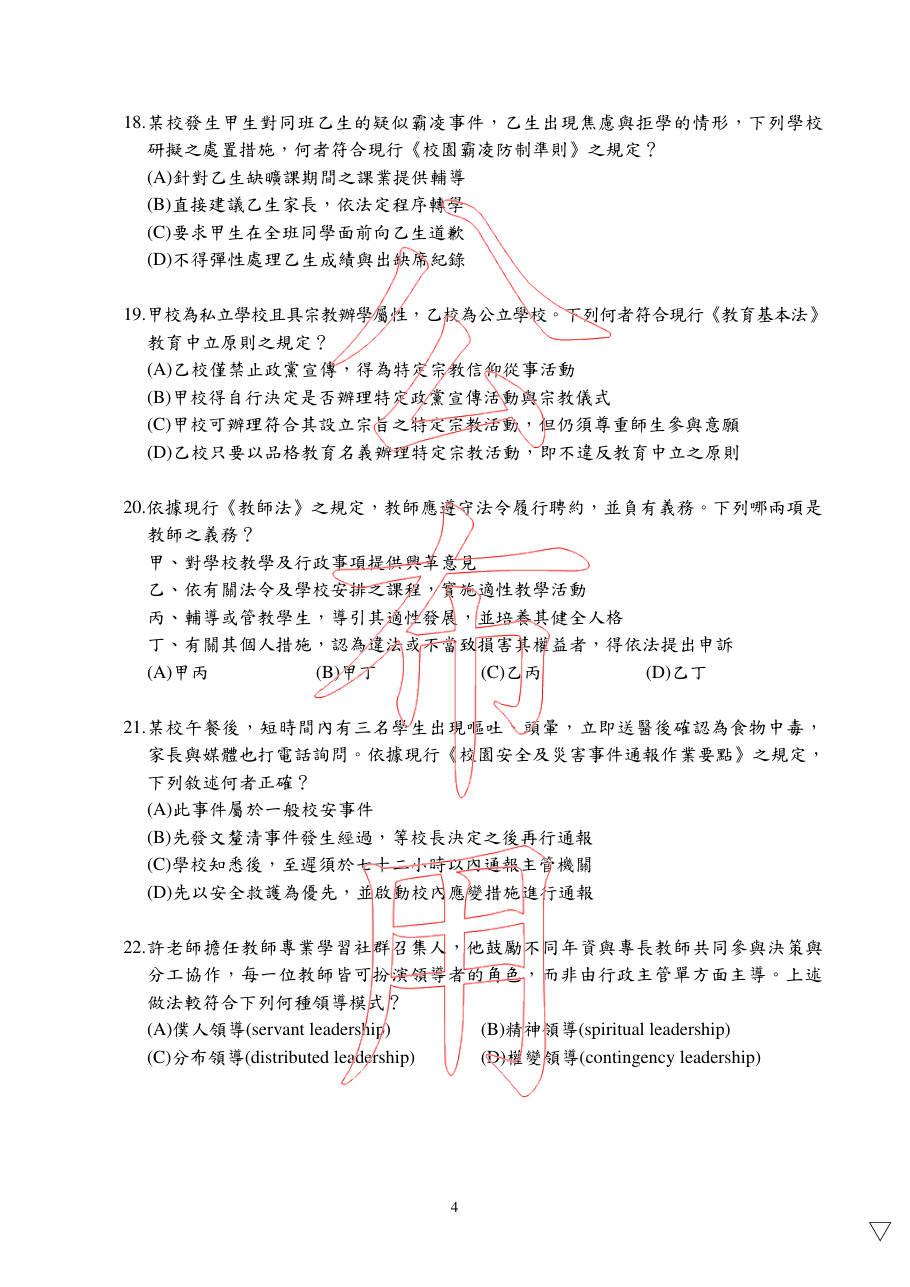 18.某校發生甲生對同班乙生的疑似霸凌事件，乙生出現焦慮與拒學的情形，下列學校
研擬之處置措施，何者符合現行《校園霸凌防制準則》之規定？
(A)針對乙生缺曠課期間之課業提供輔導
(B)直接建議乙生家長，依法定程序轉學
(C)要求甲生在全班同學面前向乙生道歉
(D)不得彈性處理乙生成績與出缺席紀錄
19.甲校為私立學校且具宗教辦學屬性，乙校為公立學校。下列何者符合現行《教育基本法》
教育中立原則之規定？
(A)乙校僅禁止政黨宣傳，得為特定宗教信仰從事活動
(B)甲校得自行決定是否辦理特定政黨宣傳活動與宗教儀式
(C)甲校可辦理符合其設立宗旨之特定宗教活動，但仍須尊重師生參與意願
(D)乙校只要以品格教育名義辦理特定宗教活動，即不違反教育中立之原則
20.依據現行《教師法》之規定，教師應遵守法令履行聘約，並負有義務。下列哪兩項是
教師之義務？
甲、對學校教學及行政事項提供興革意見
乙、依有關法令及學校安排之課程，實施適性教學活動
丙、輔導或管教學生，導引其適性發展，並培養其健全人格
丁、有關其個人措施，認為違法或不當致損害其權益者，得依法提出申訴
(A)甲丙 (B)甲丁 (C)乙丙 (D)乙丁
21.某校午餐後，短時間內有三名學生出現嘔吐、頭暈，立即送醫後確認為食物中毒，
家長與媒體也打電話詢問。依據現行《校園安全及災害事件通報作業要點》之規定，
下列敘述何者正確？
(A)此事件屬於一般校安事件
(B)先發文釐清事件發生經過，等校長決定之後再行通報
(C)學校知悉後，至遲須於七十二小時以內通報主管機關
(D)先以安全救護為優先，並啟動校內應變措施進行通報
22.許老師擔任教師專業學習社群召集人，他鼓勵不同年資與專長教師共同參與決策與
分工協作，每一位教師皆可扮演領導者的角色，而非由行政主管單方面主導。上述
做法較符合下列何種領導模式？
(A)僕人領導(servant leadership) (B)精神領導(spiritual leadership)
(C)分布領導(distributed leadership) (D)權變領導(contingency leadership)
公布用
4